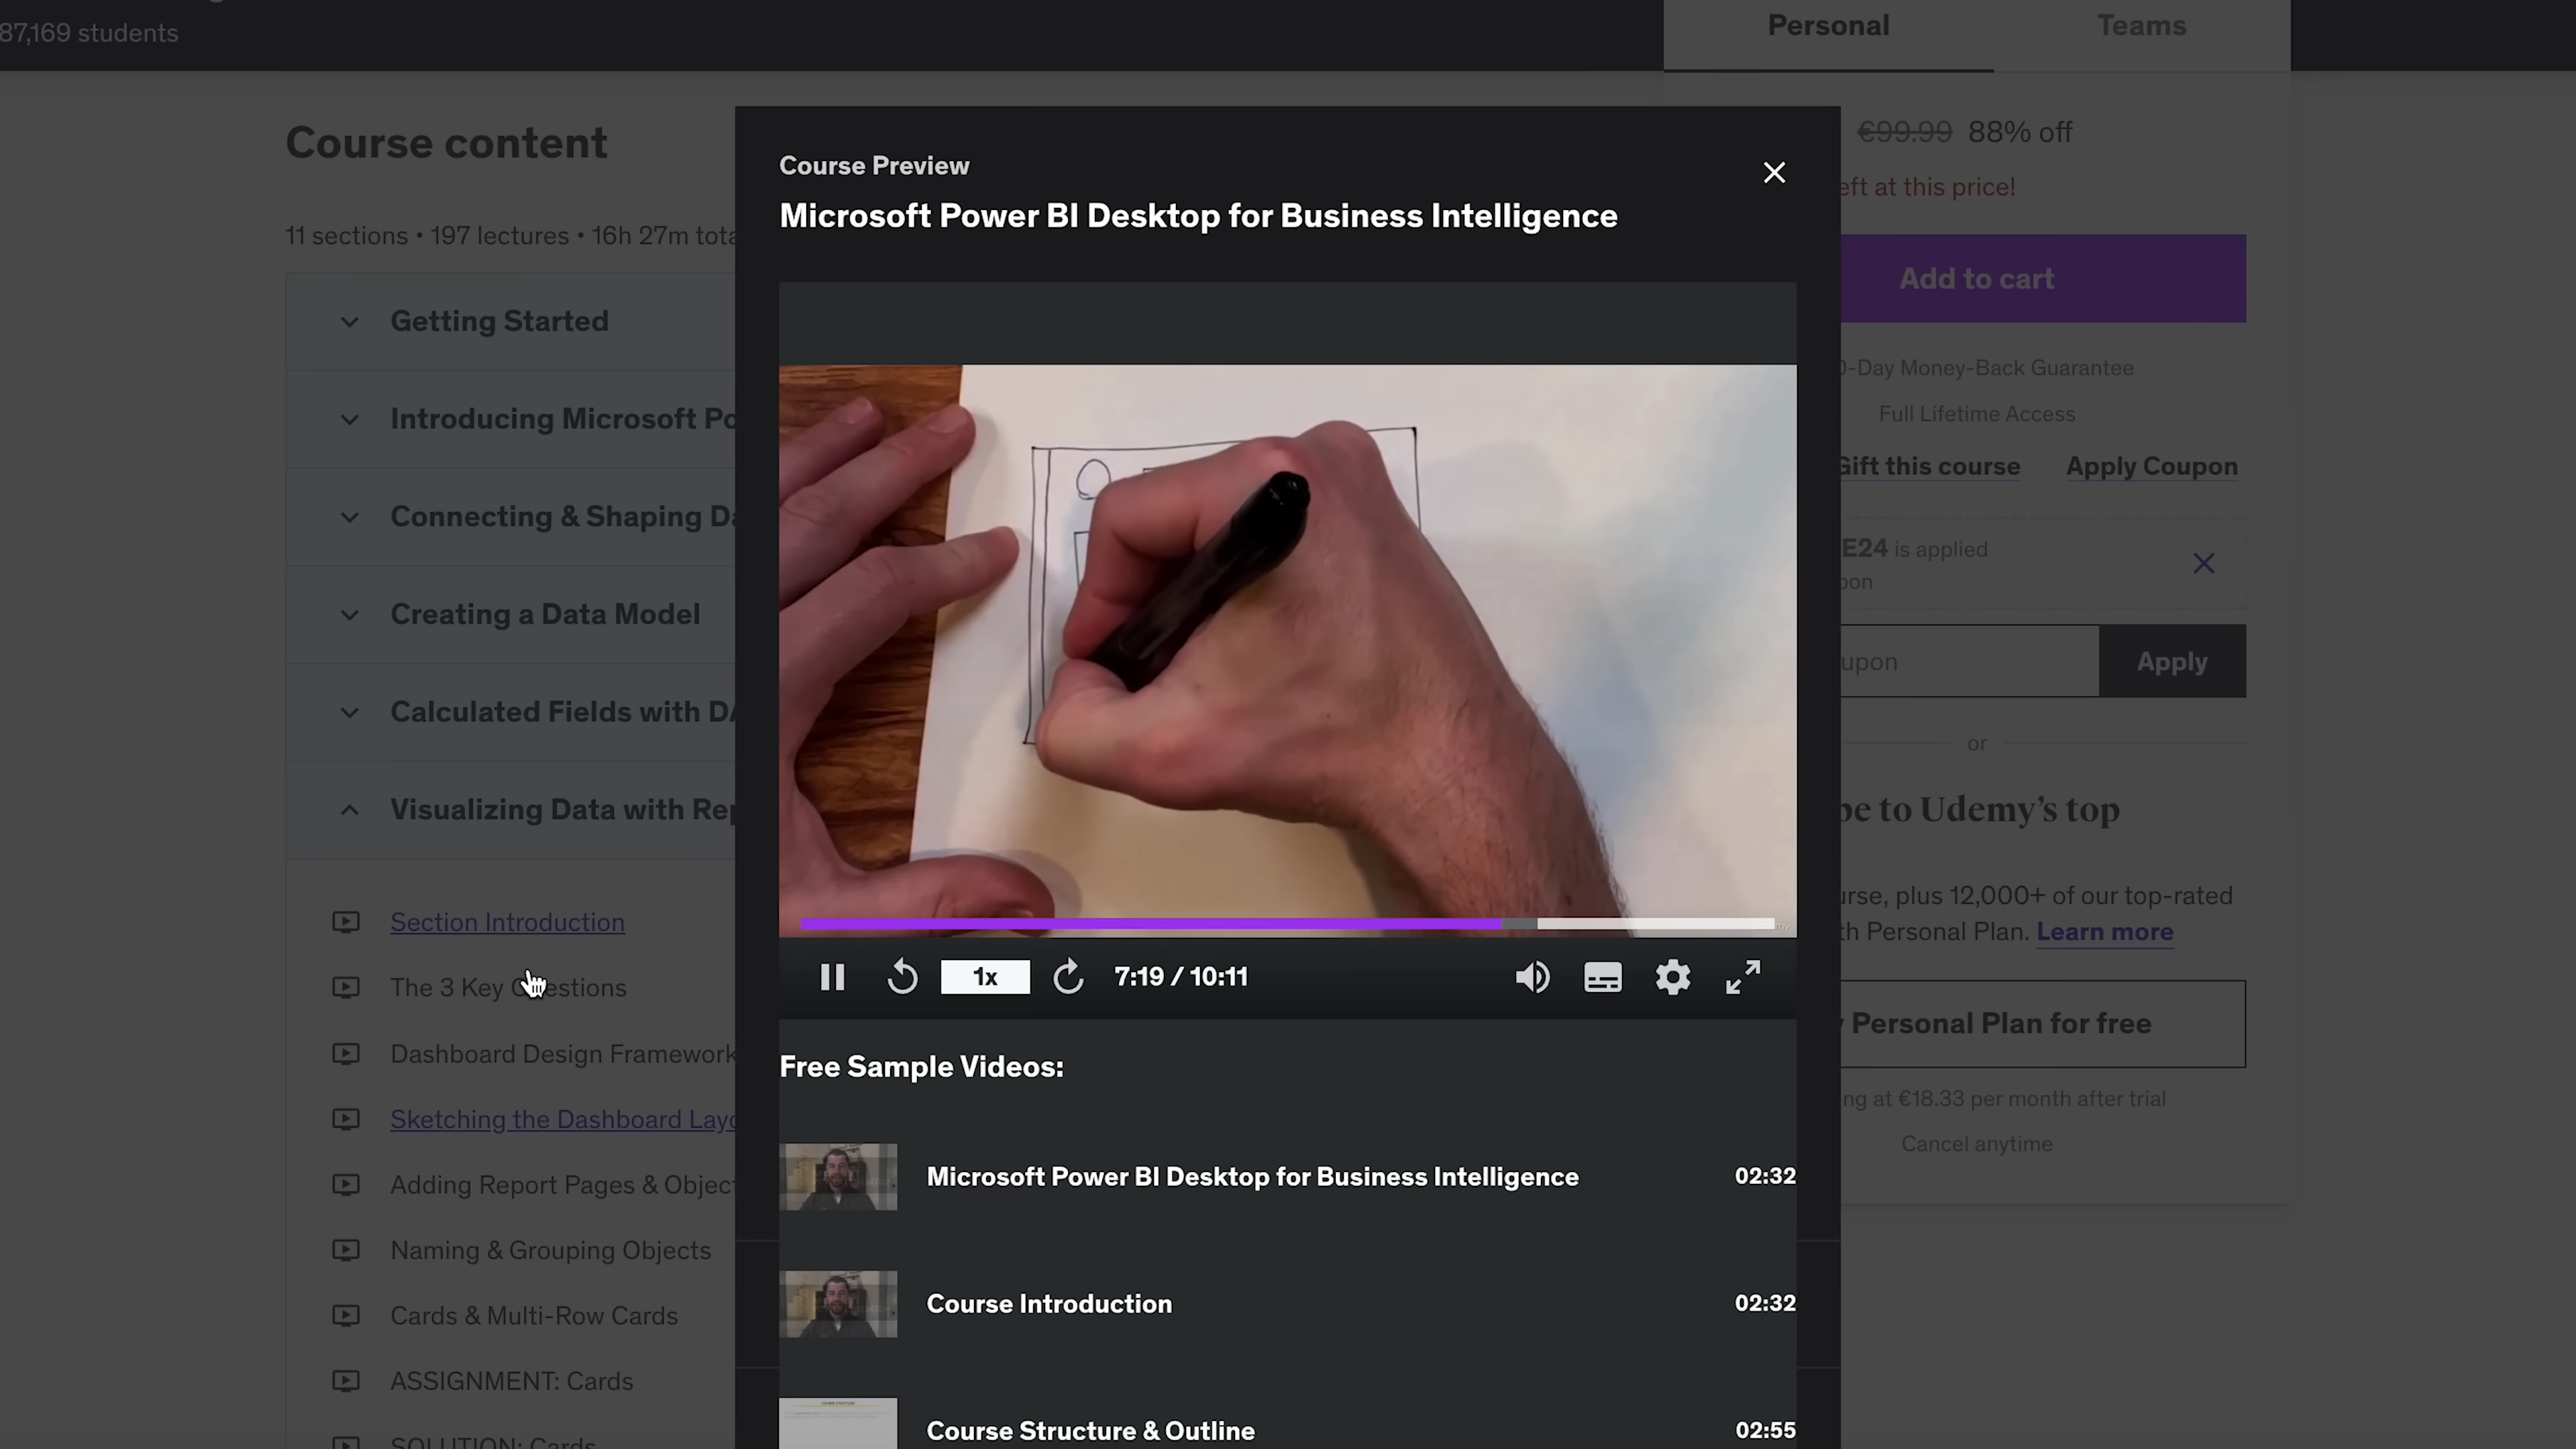 87,169 students
Personal
Teams
Course content
11 sections • 197 lectures • 16h 27m tota
Getting Started
Introducing Microsoft Po
Connecting & Shaping Da
Creating a Data Model
Calculated Fields with DA
Visualizing Data with Rep
Section Introduction
The 3 Key Questions
Dashboard Design Framework
Sketching the Dashboard Layo
Adding Report Pages & Object
Naming & Grouping Objects
Cards & Multi-Row Cards
ASSIGNMENT: Cards
SOLUTION: Cards
Course Preview
Microsoft Power BI Desktop for Business Intelligence
1x
7:19 / 10:11
Free Sample Videos:
Microsoft Power BI Desktop for Business Intelligence 02:32
Course Introduction 02:32
Course Structure & Outline 02:55
€99.99 88% off
eft at this price!
Add to cart
0-Day Money-Back Guarantee
Full Lifetime Access
Gift this course Apply Coupon
E24 is applied
pon
upon
Apply
or
be to Udemy's top
urse, plus 12,000+ of our top-rated
th Personal Plan. Learn more
y Personal Plan for free
ng at €18.33 per month after trial
Cancel anytime